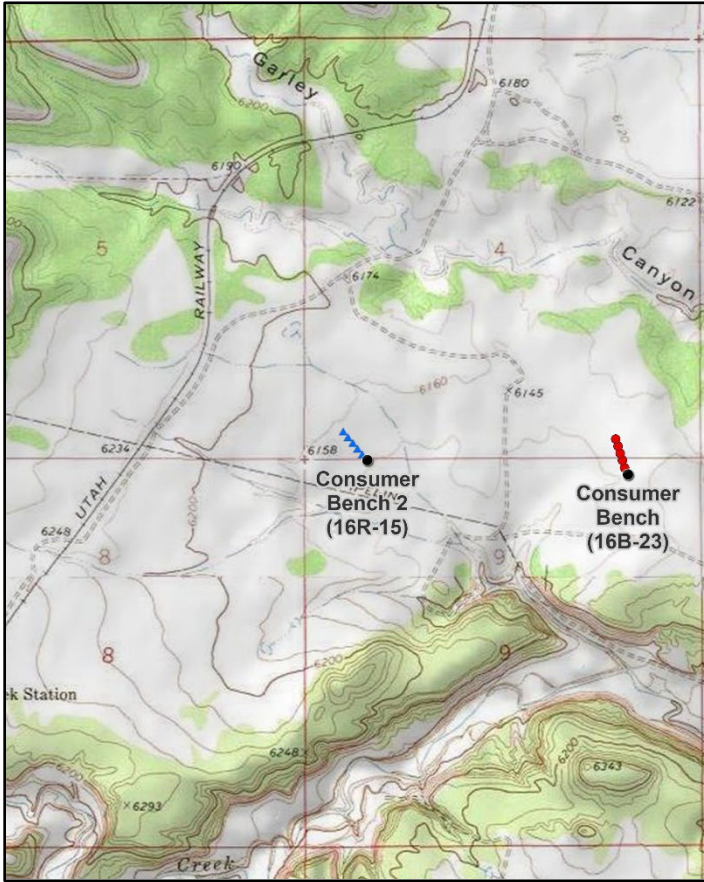 Garley
6180
6200
6120
6190
6122
5
RAILWAY
4
Canyon
6174
6160
6145
6234
6158
Consumer
Bench 2
(16R-15)
Consumer
Bench
(16B-23)
UTAH
6200
6248
8
9
8
9
6200
ek Station
6248
6200
6200
6343
6293
Creek